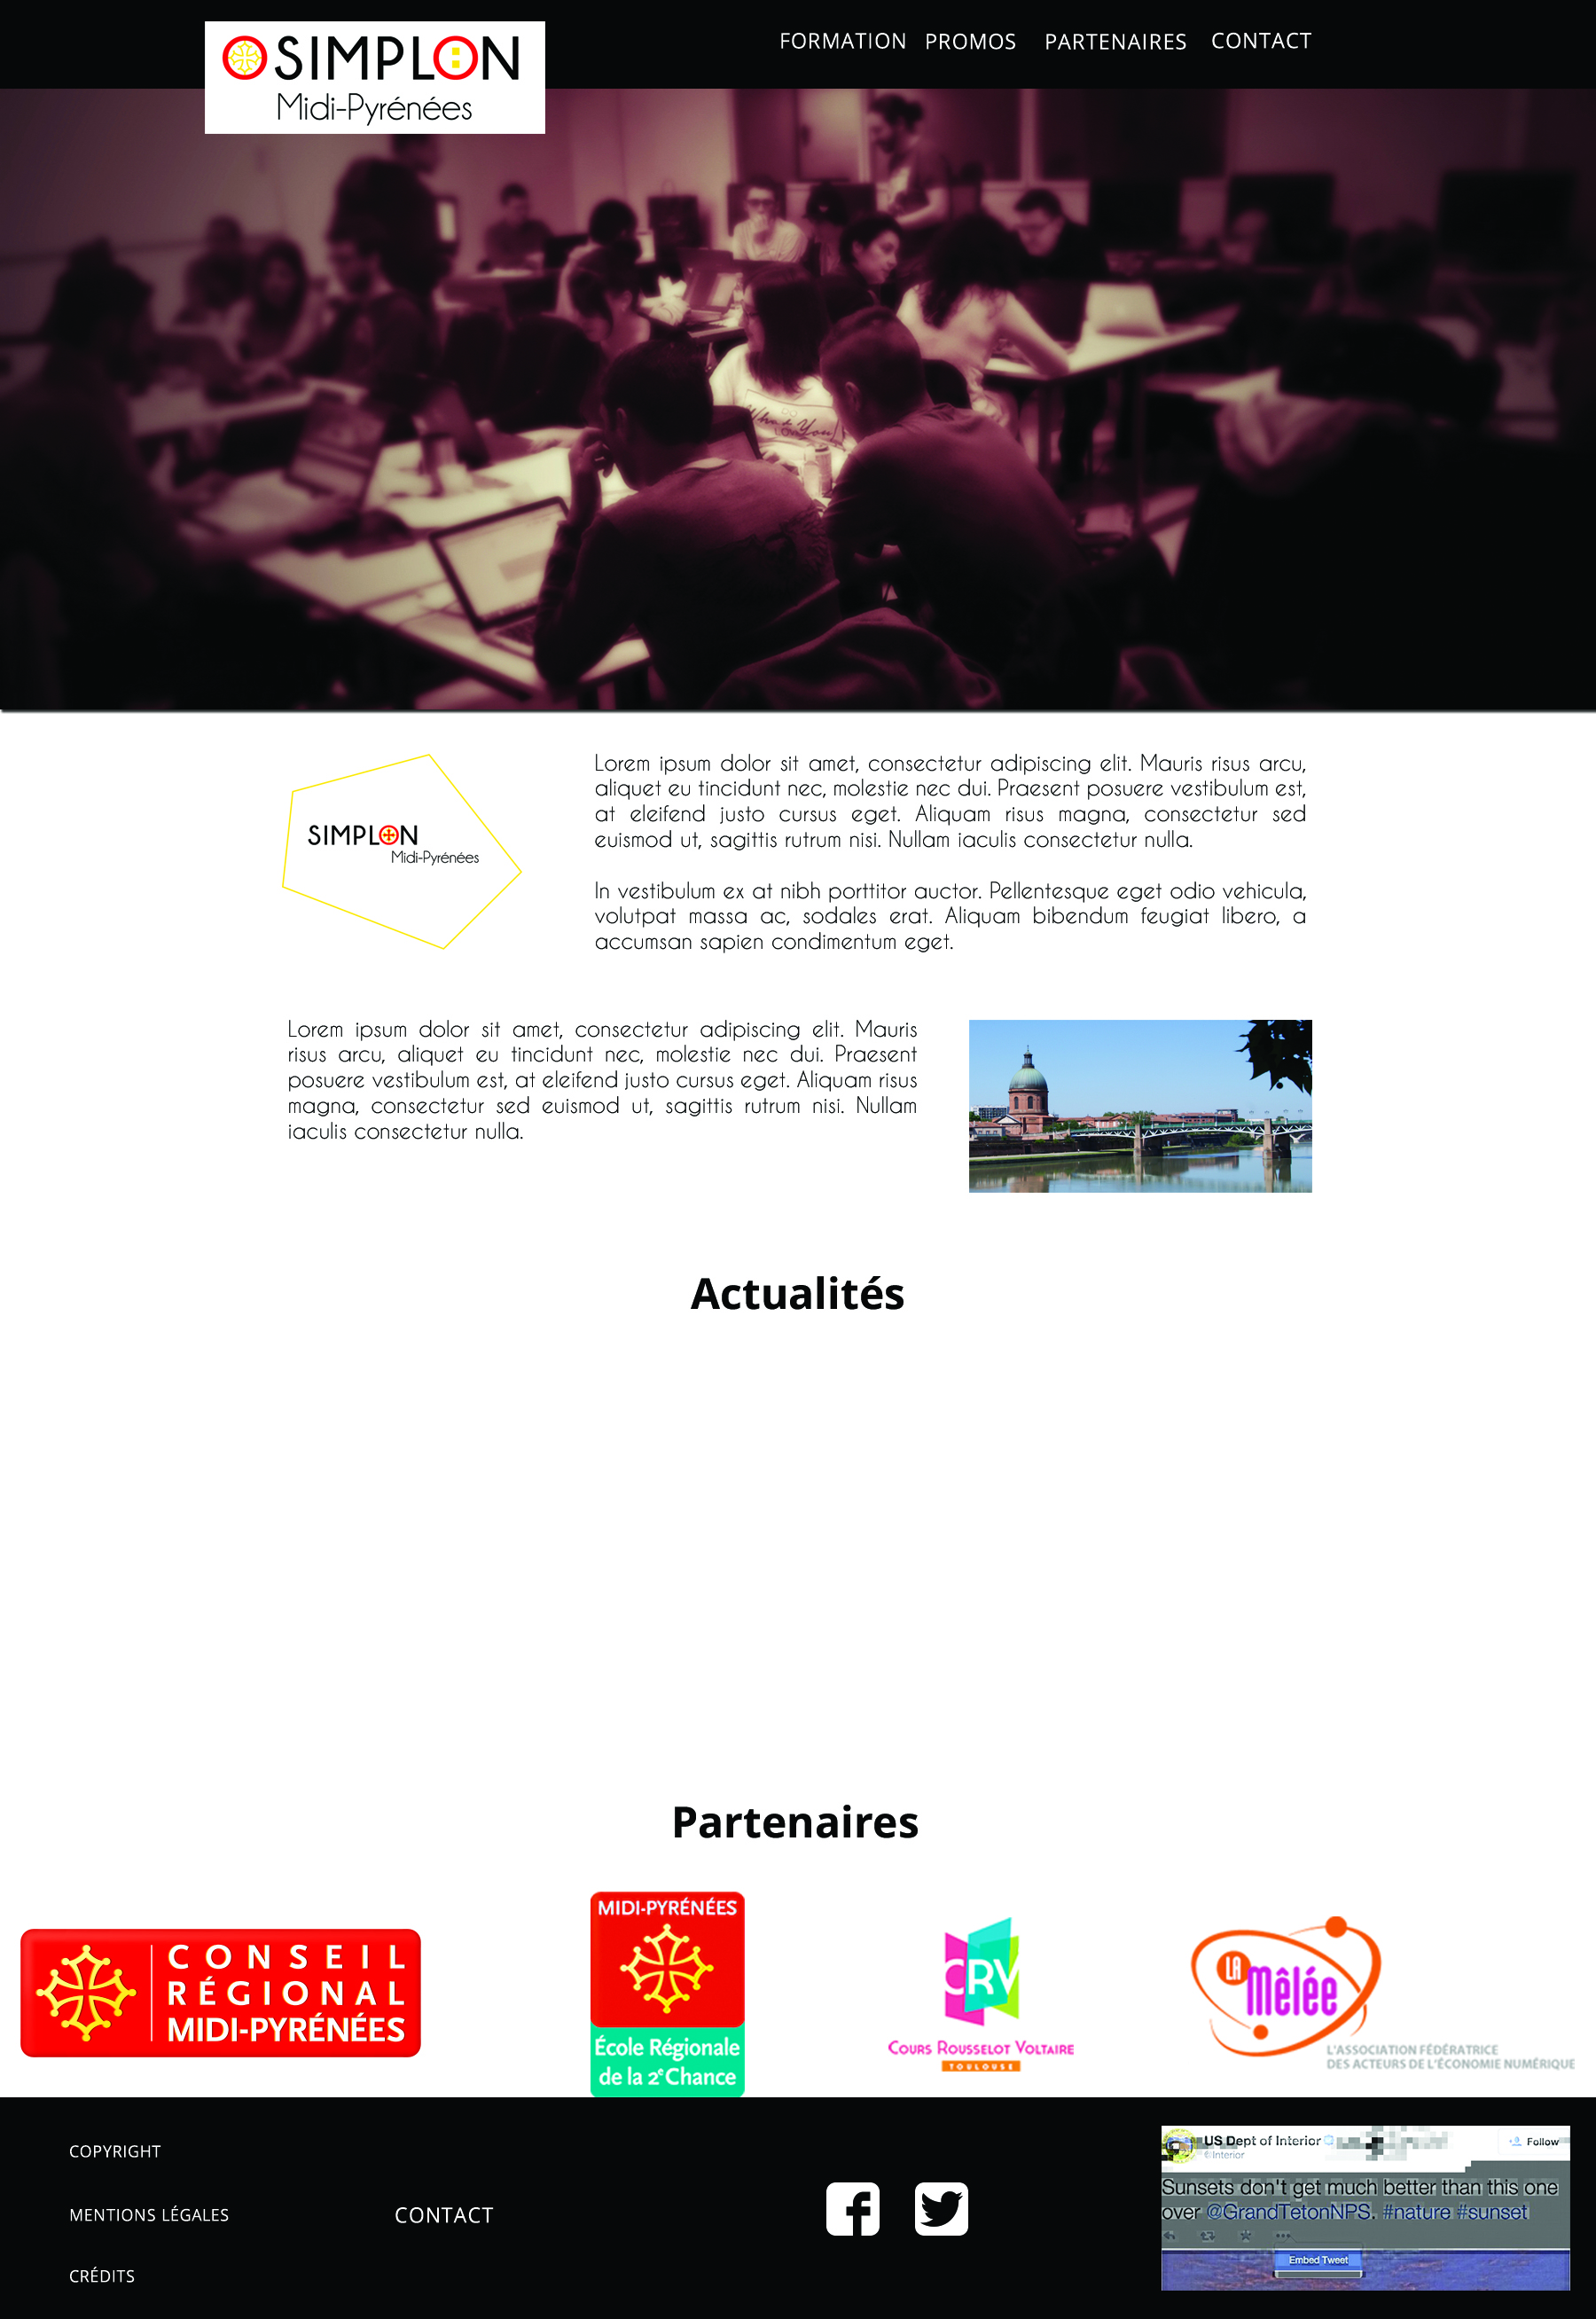 SIMPLON
Midi-Pyrénées
FORMATION PROMOS PARTENAIRES CONTACT
What & You
LONDON
SIMPLON
Midi-Pyrénées
Lorem ipsum dolor sit amet, consectetur adipiscing elit. Mauris risus arcu,
aliquet eu tincidunt nec, molestie nec dui. Praesent posuere vestibulum est,
at eleifend justo cursus eget. Aliquam risus magna, consectetur sed
euismod ut, sagittis rutrum nisi. Nullam iaculis consectetur nulla.
In vestibulum ex at nibh porttitor auctor. Pellentesque eget odio vehicula,
volutpat massa ac, sodales erat. Aliquam bibendum feugiat libero, a
accumsan sapien condimentum eget.
Lorem ipsum dolor sit amet, consectetur adipiscing elit. Mauris
risus arcu, aliquet eu tincidunt nec, molestie nec dui. Praesent
posuere vestibulum est, at eleifend justo cursus eget. Aliquam risus
magna, consectetur sed euismod ut, sagittis rutrum nisi. Nullam
iaculis consectetur nulla.
Actualités
Partenaires
CONSEIL
RÉGIONAL
MIDI-PYRÉNÉES
MIDI-PYRÉNÉES
École Régionale
de la 2e Chance
CRV
COURS ROUSSELOT VOLTAIRE
TOULOUSE
LA
Mêlée
L'ASSOCIATION FÉDÉRATRICE
DES ACTEURS DE L'ÉCONOMIE NUMÉRIQUE
COPYRIGHT
MENTIONS LÉGALES
CRÉDITS
CONTACT
US Dept of Interior
Interior
Follow
Sunsets don't get much better than this one
over @GrandTetonNPS. #nature #sunset
Embed Tweet